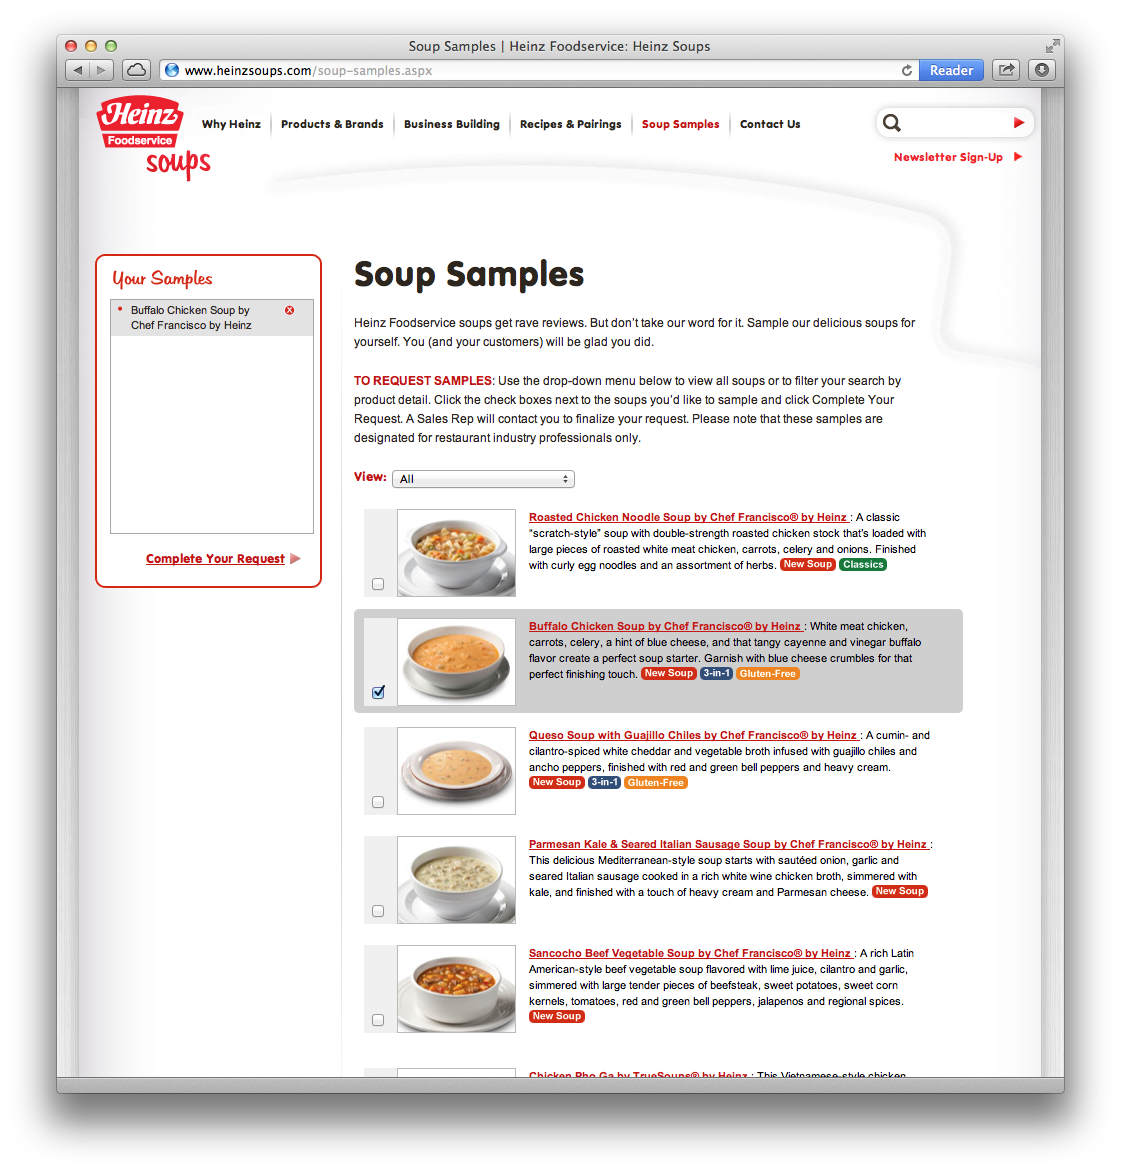 Soup Samples | Heinz Foodservice: Heinz Soups
www.heinzsoups.com/soup-samples.aspx
Reader
Heinz
Foodservice
soups
Why Heinz
Products & Brands
Business Building
Recipes & Pairings
Soup Samples
Contact Us
Newsletter Sign-Up
Your Samples
Buffalo Chicken Soup by
Chef Francisco by Heinz
Complete Your Request
Soup Samples
Heinz Foodservice soups get rave reviews. But don't take our word for it. Sample our delicious soups for
yourself. You (and your customers) will be glad you did.
TO REQUEST SAMPLES: Use the drop-down menu below to view all soups or to filter your search by
product detail. Click the check boxes next to the soups you'd like to sample and click Complete Your
Request. A Sales Rep will contact you to finalize your request. Please note that these samples are
designated for restaurant industry professionals only.
View: All
Roasted Chicken Noodle Soup by Chef Francisco® by Heinz : A classic
“scratch-style” soup with double-strength roasted chicken stock that's loaded with
large pieces of roasted white meat chicken, carrots, celery and onions. Finished
with curly egg noodles and an assortment of herbs. New Soup Classics
Buffalo Chicken Soup by Chef Francisco® by Heinz : White meat chicken,
carrots, celery, a hint of blue cheese, and that tangy cayenne and vinegar buffalo
flavor create a perfect soup starter. Garnish with blue cheese crumbles for that
perfect finishing touch. New Soup 3-in-1 Gluten-Free
Queso Soup with Guajillo Chiles by Chef Francisco® by Heinz : A cumin- and
cilantro-spiced white cheddar and vegetable broth infused with guajillo chiles and
ancho peppers, finished with red and green bell peppers and heavy cream.
New Soup 3-in-1 Gluten-Free
Parmesan Kale & Seared Italian Sausage Soup by Chef Francisco® by Heinz :
This delicious Mediterranean-style soup starts with sautéed onion, garlic and
seared Italian sausage cooked in a rich white wine chicken broth, simmered with
kale, and finished with a touch of heavy cream and Parmesan cheese. New Soup
Sancocho Beef Vegetable Soup by Chef Francisco® by Heinz : A rich Latin
American-style beef vegetable soup flavored with lime juice, cilantro and garlic,
simmered with large tender pieces of beefsteak, sweet potatoes, sweet corn
kernels, tomatoes, red and green bell peppers, jalapenos and regional spices.
New Soup
Chicken Pho Ga by TrueSoups® by Heinz : This Vietnamese-style chicken